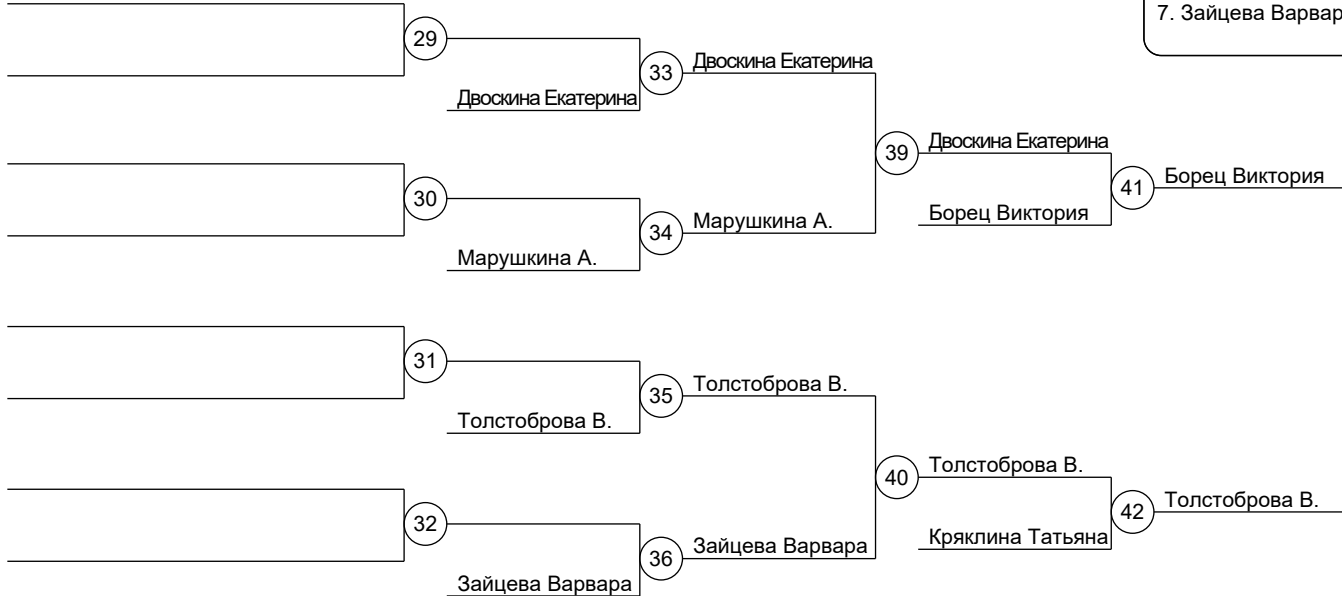 7. Зайцева Варвар
29
33
Двоскина Екатерина
Двоскина Екатерина
39
Двоскина Екатерина
41
Борец Виктория
30
34
Марушкина А.
Борец Виктория
Марушкина А.
31
35
Толстоброва В.
Толстоброва В.
40
Толстоброва В.
42
Толстоброва В.
32
36
Зайцева Варвара
Кряклина Татьяна
Зайцева Варвара